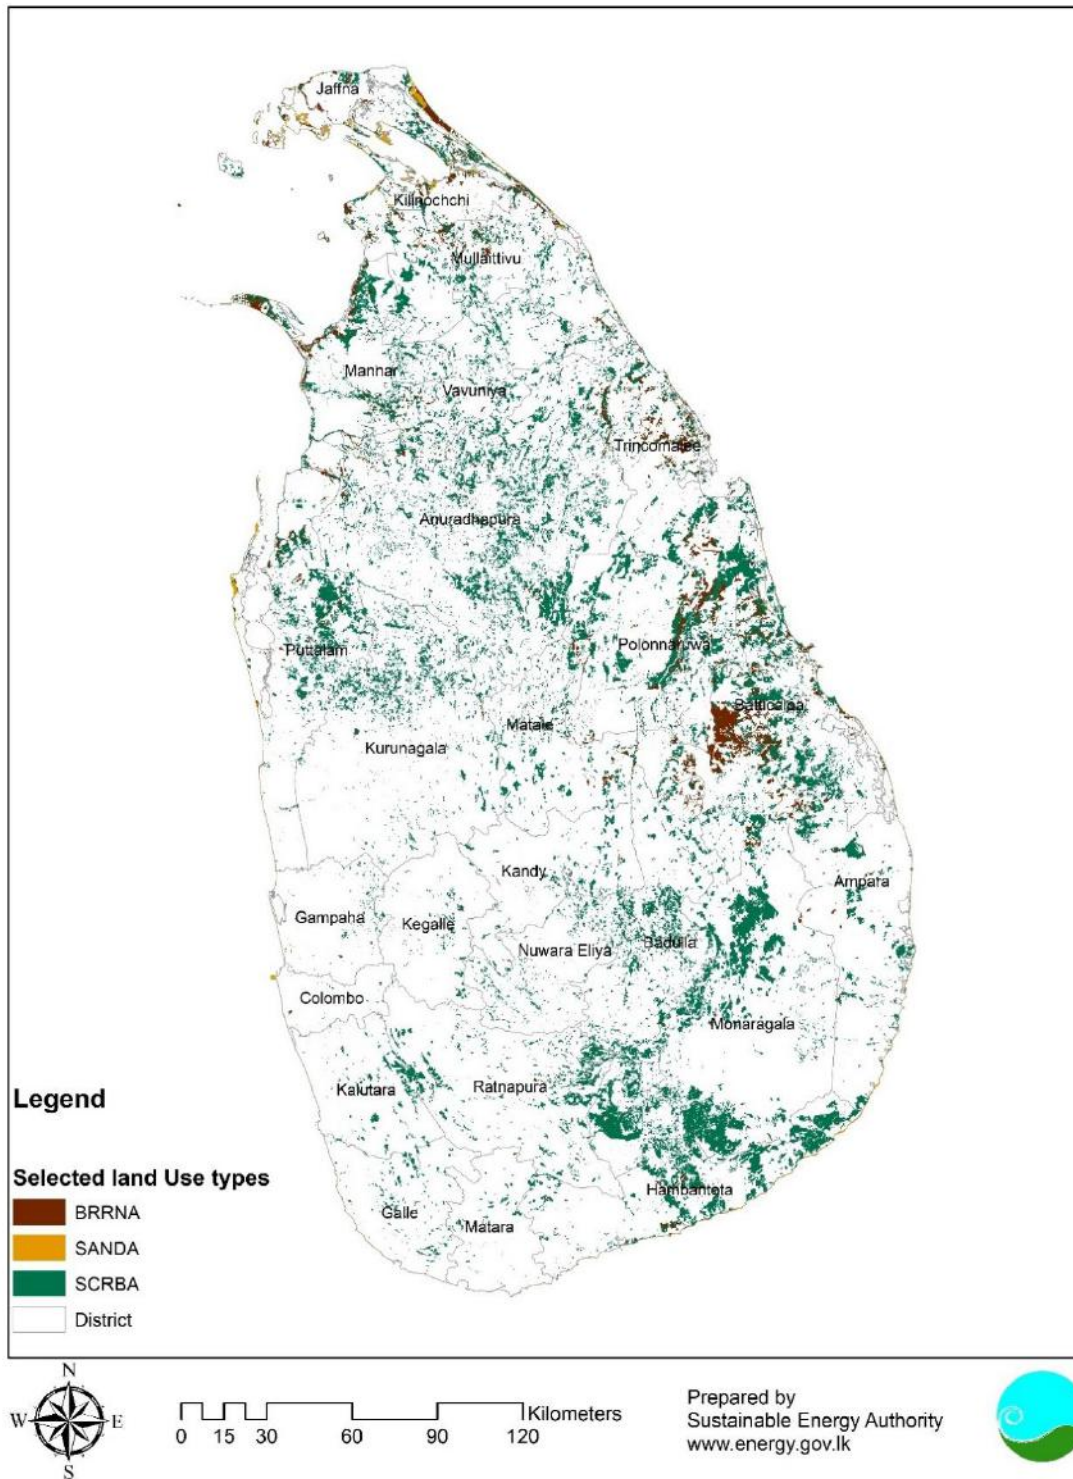 Jaffna
Kilinochchi
Mullaittivu
Mannar
Vavuniya
Trincomalee
Anuradhapura
Puttalam
Polonnaruwa
Batticaloa
Matale
Kurunagala
Kandy
Ampara
Gampaha
Kegalle
Nuwara Eliya
Badulla
Colombo
Monaragala
Kalutara
Ratnapura
Hambantota
Galle
Matara
Legend
Selected land Use types
BRRNA
SANDA
SCRBA
District
N
W
E
S
Kilometers
0 15 30 60 90 120
Prepared by
Sustainable Energy Authority
www.energy.gov.lk